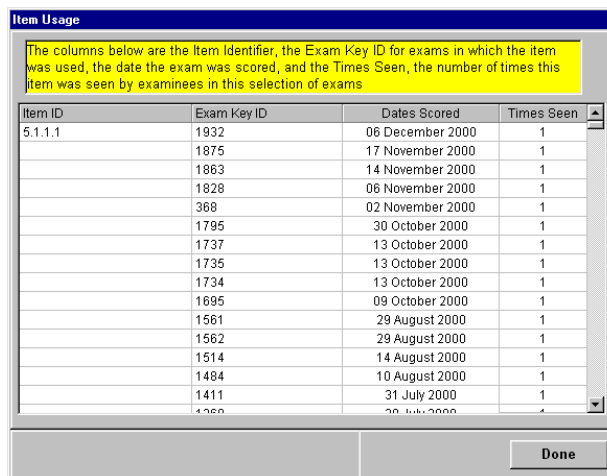 Item Usage
The columns below are the Item Identifier, the Exam Key ID for exams in which the item
was used, the date the exam was scored, and the Times Seen, the number of times this
item was seen by examinees in this selection of exams
Item ID Exam Key ID Dates Scored Times Seen
5.1.1.1 1932 06 December 2000 1
1875 17 November 2000 1
1863 14 November 2000 1
1828 06 November 2000 1
368 02 November 2000 1
1795 30 October 2000 1
1737 13 October 2000 1
1735 13 October 2000 1
1734 13 October 2000 1
1695 09 October 2000 1
1561 29 August 2000 1
1562 29 August 2000 1
1514 14 August 2000 1
1484 10 August 2000 1
1411 31 July 2000 1
Done